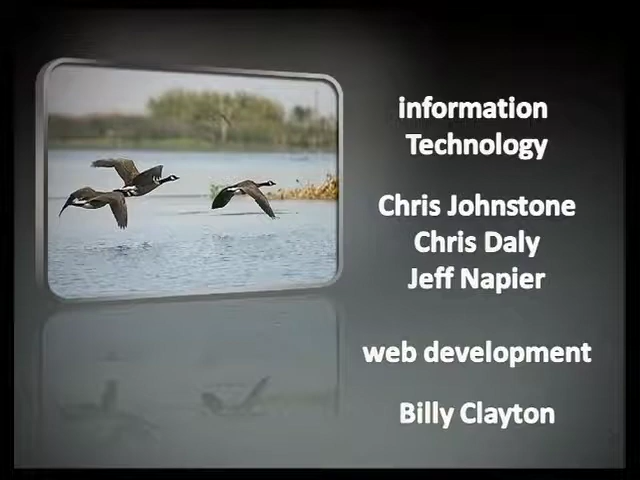 information
Technology
Chris Johnstone
Chris Daly
Jeff Napier
web development
Billy Clayton